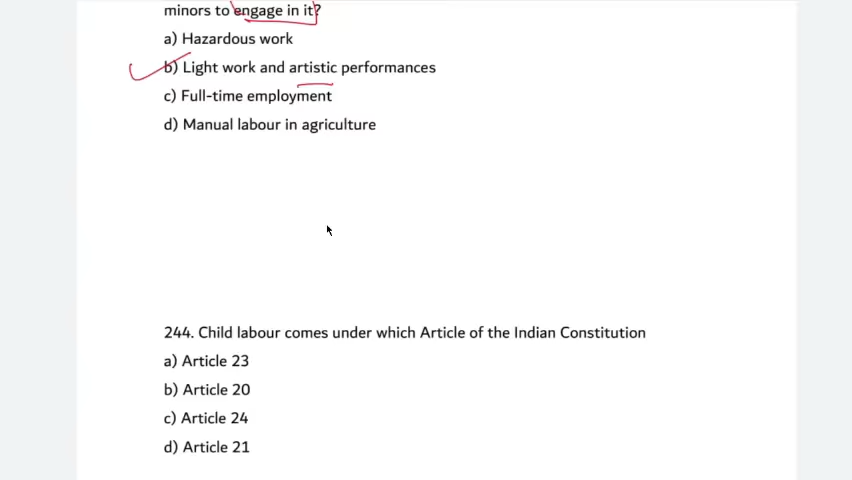 minors to engage in it?
a) Hazardous work
b) Light work and artistic performances
c) Full-time employment
d) Manual labour in agriculture
244. Child labour comes under which Article of the Indian Constitution
a) Article 23
b) Article 20
c) Article 24
d) Article 21